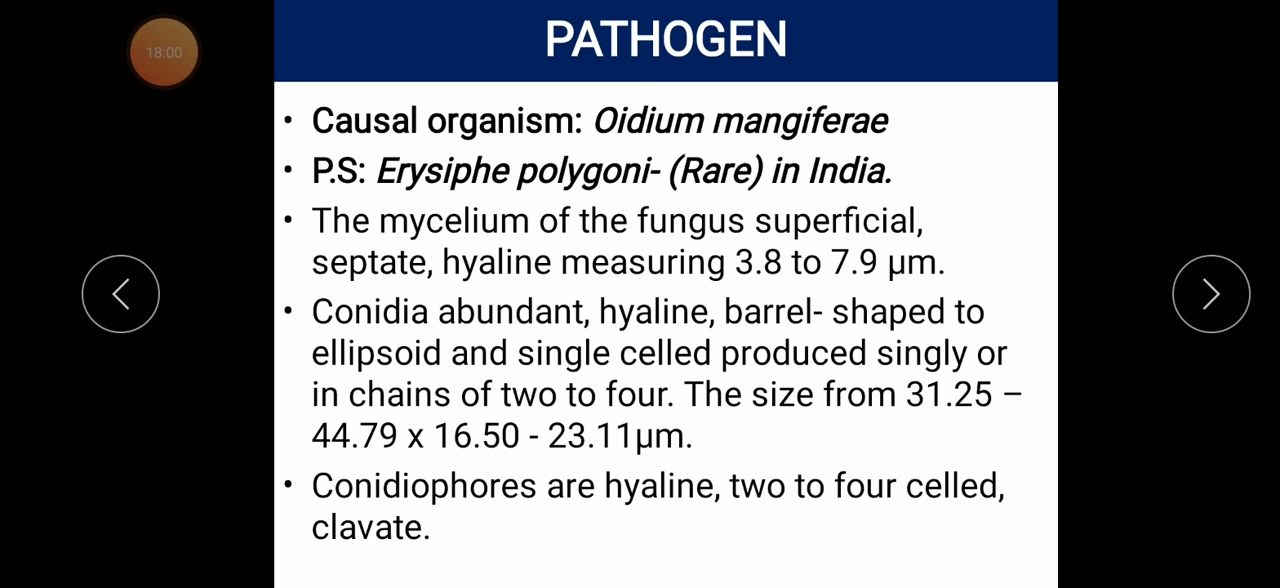 PATHOGEN
18:00
• Causal organism: Oidium mangiferae
• P.S: Erysiphe polygoni- (Rare) in India.
• The mycelium of the fungus superficial,
septate, hyaline measuring 3.8 to 7.9 µm.
• Conidia abundant, hyaline, barrel- shaped to
ellipsoid and single celled produced singly or
in chains of two to four. The size from 31.25 –
44.79 x 16.50 - 23.11µm.
• Conidiophores are hyaline, two to four celled,
clavate.